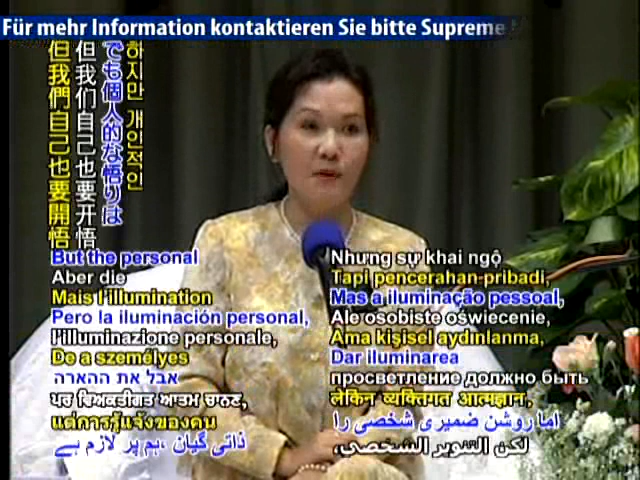 Für mehr Information kontaktieren Sie bitte Supreme
하지만 개인적인
でも個人的な悟りは
但我们自己也要开悟
但我們自己也要開悟
But the personal
Aber die
Mais l'illumination
Pero la iluminación personal,
l'illuminazione personale,
De a személyes
אבל את ההארה
ਪਰ ਵਿਅਕਤੀਗਤ ਆਤਮ ਚਾਨਣ,
แต่การรู้แจ้งของตน
ذاتی گیان ،ہم پر لازم ہے
Nhưng sự khai ngộ
Tapi pencerahan-pribadi,
Mas a iluminação pessoal,
Ale osobiste oświecenie,
Ama kişisel aydınlanma,
Dar iluminarea
просветление должно быть
लेकिन व्यक्तिगत आत्मज्ञान,
اما روشن ضمیری شخصی را
لكن التنوير الشخصي،